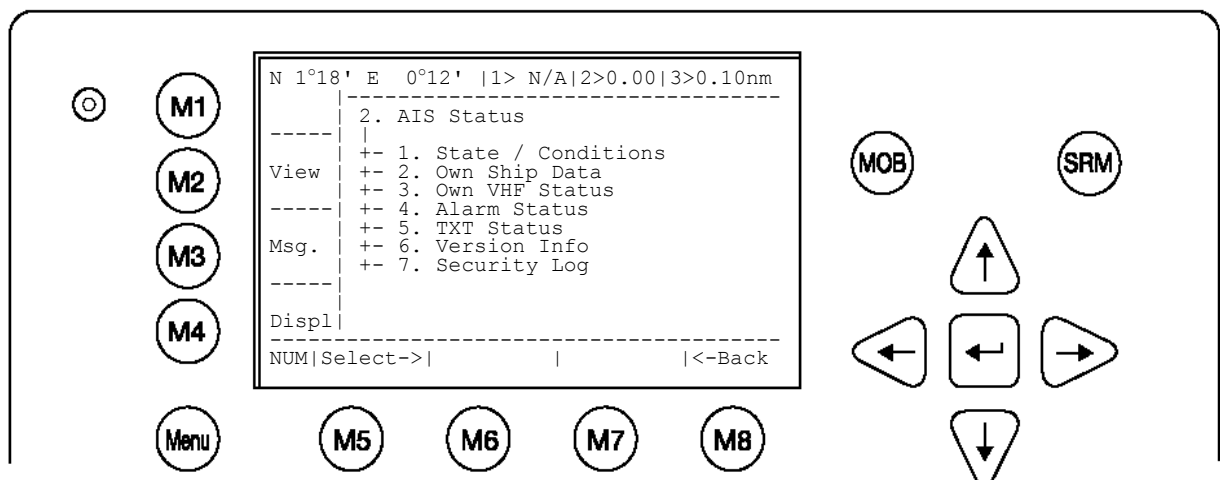 N 1°18' E 0°12' |1> N/A|2>0.00|3>0.10nm
2. AIS Status
+- 1. State / Conditions
View | +- 2. Own Ship Data
+- 3. Own VHF Status
+- 4. Alarm Status
+- 5. TXT Status
Msg. | +- 6. Version Info
+- 7. Security Log
Displ|
NUM|Select->| | |<-Back
M1
M2
M3
M4
Menu
M5
M6
M7
M8
MOB
SRM